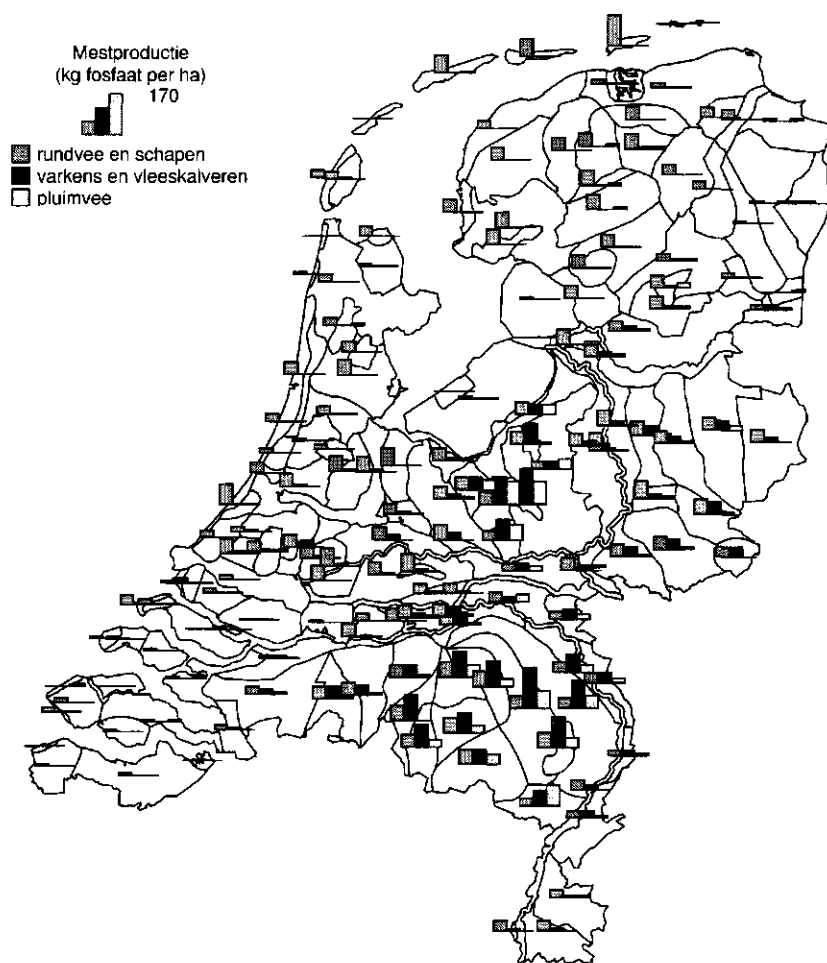 Mestproductie
(kg fosfaat per ha)
170
rundvee en schapen
varkens en vleeskalveren
pluimvee